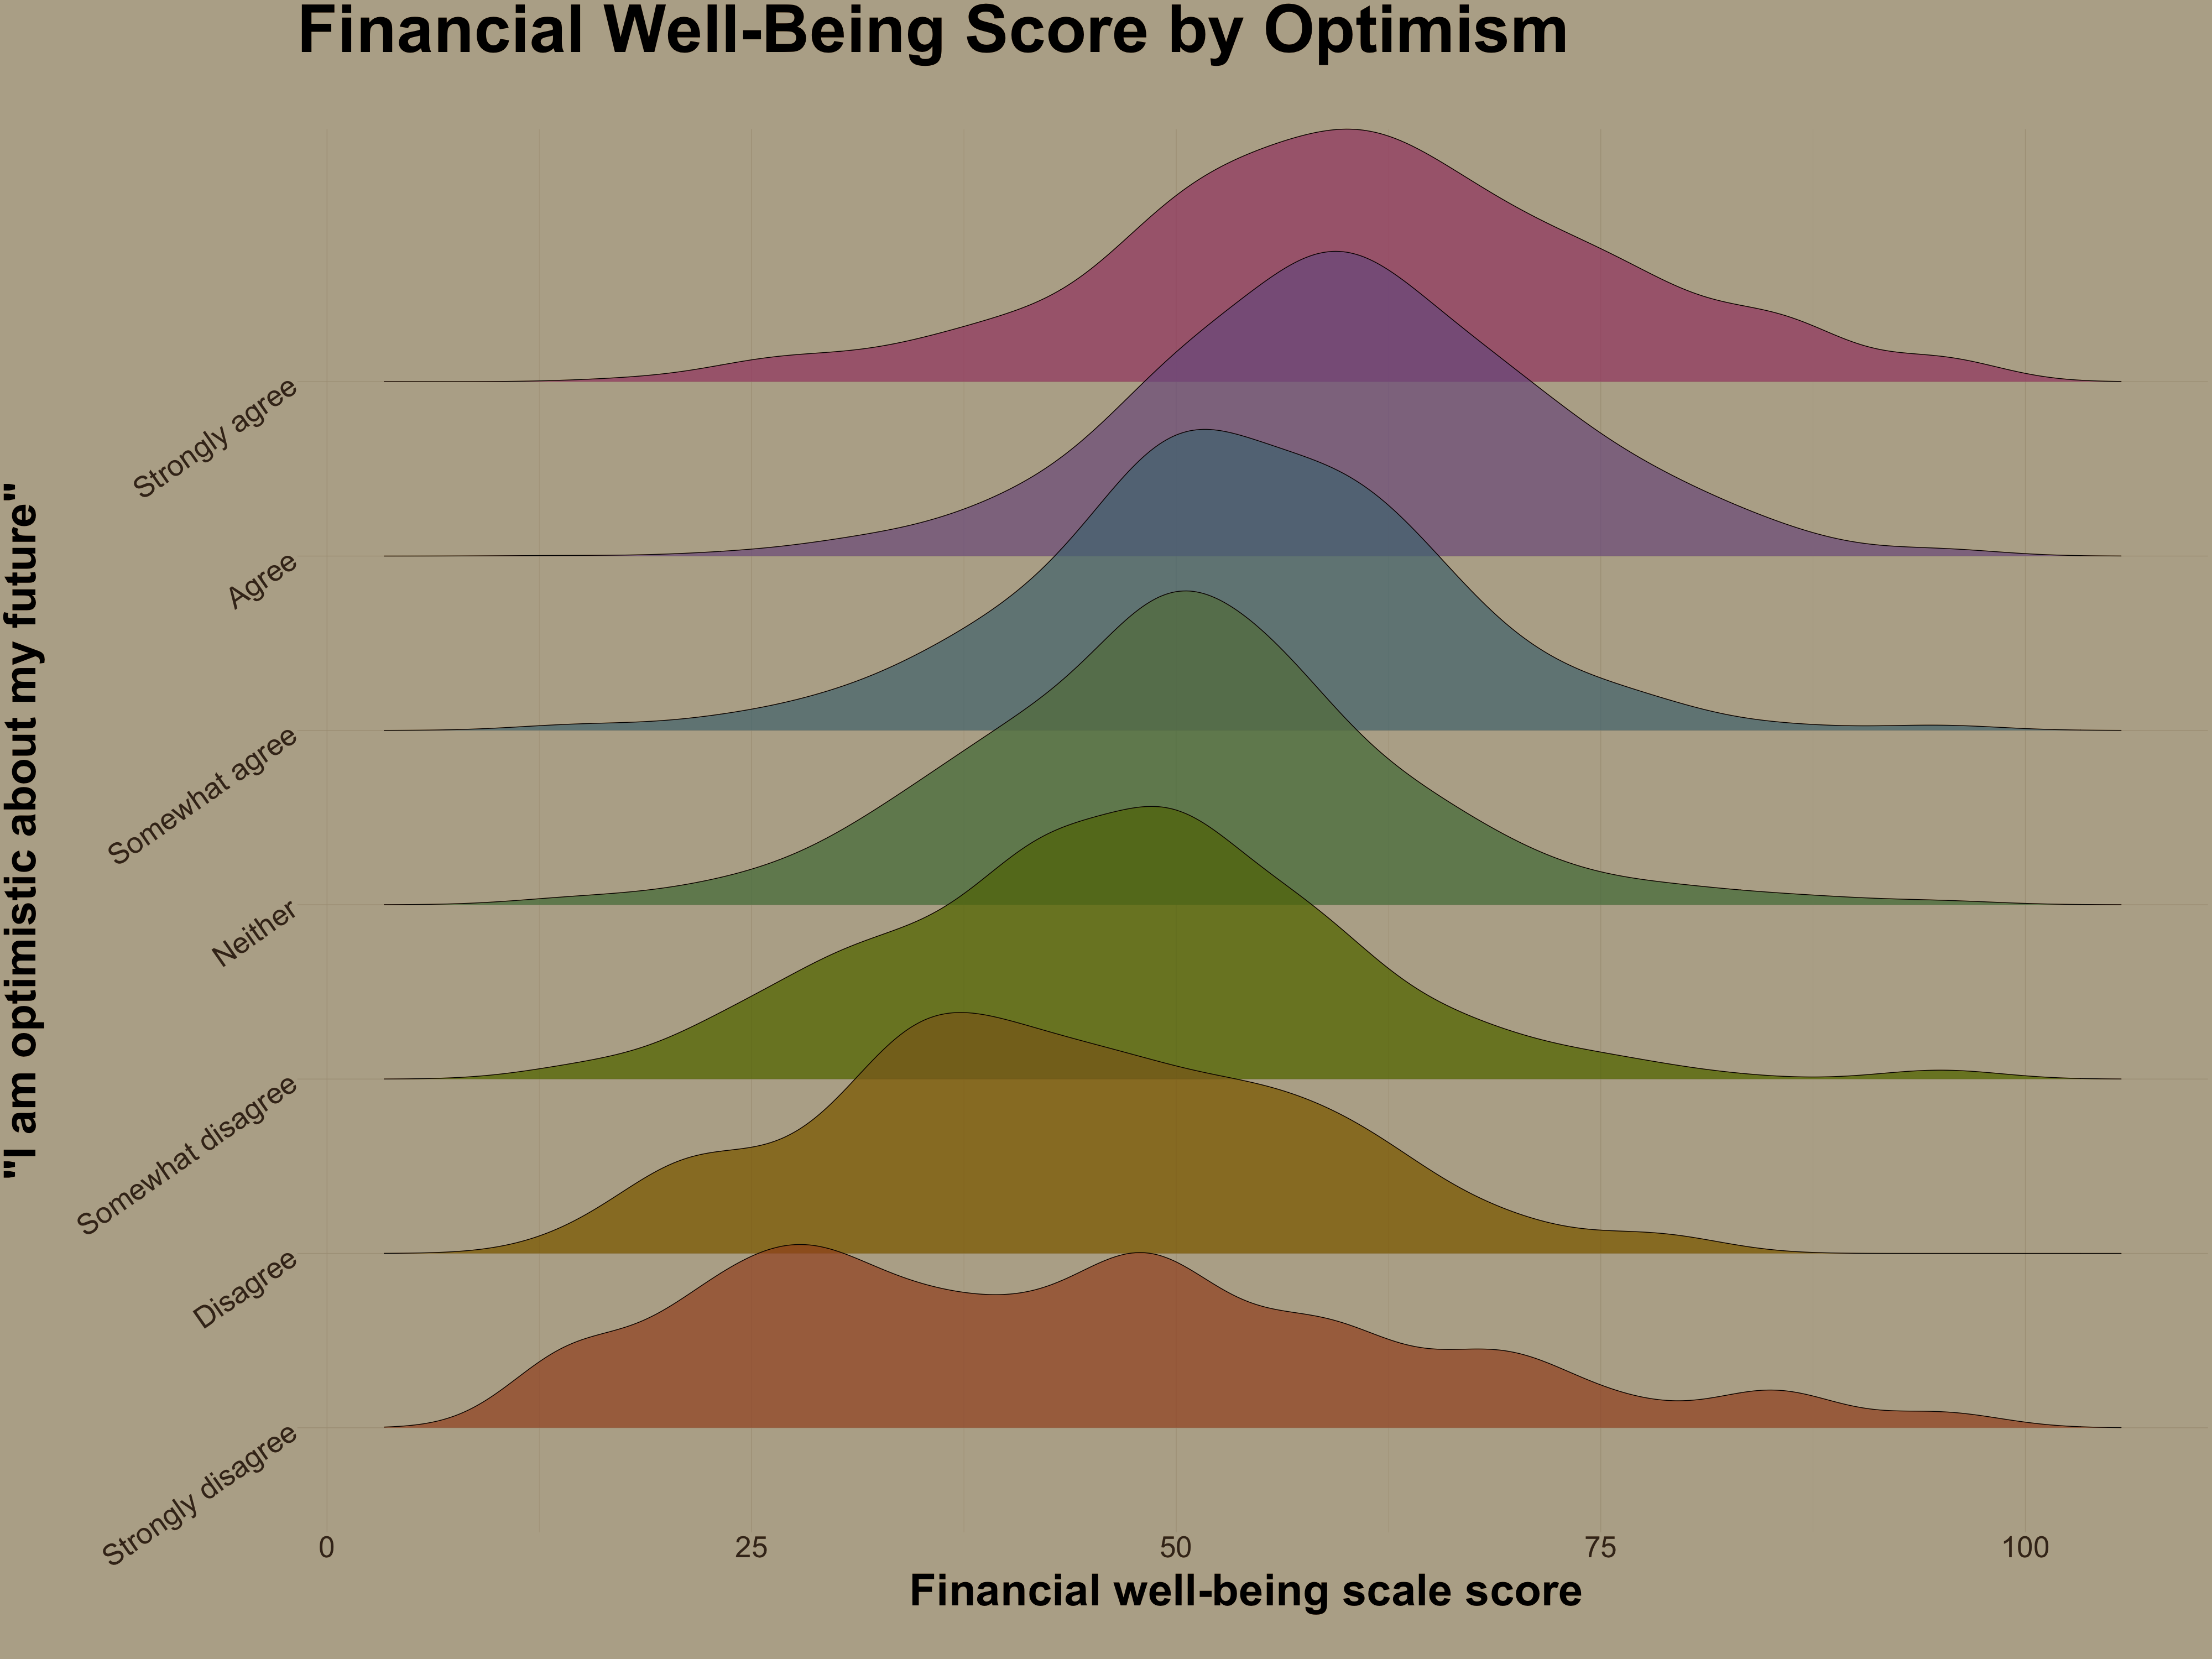 Financial Well-Being Score by Optimism
"I am optimistic about my future"
Strongly agree
Agree
Somewhat agree
Neither
Somewhat disagree
Disagree
Strongly disagree
0 25 50 75 100
Financial well-being scale score